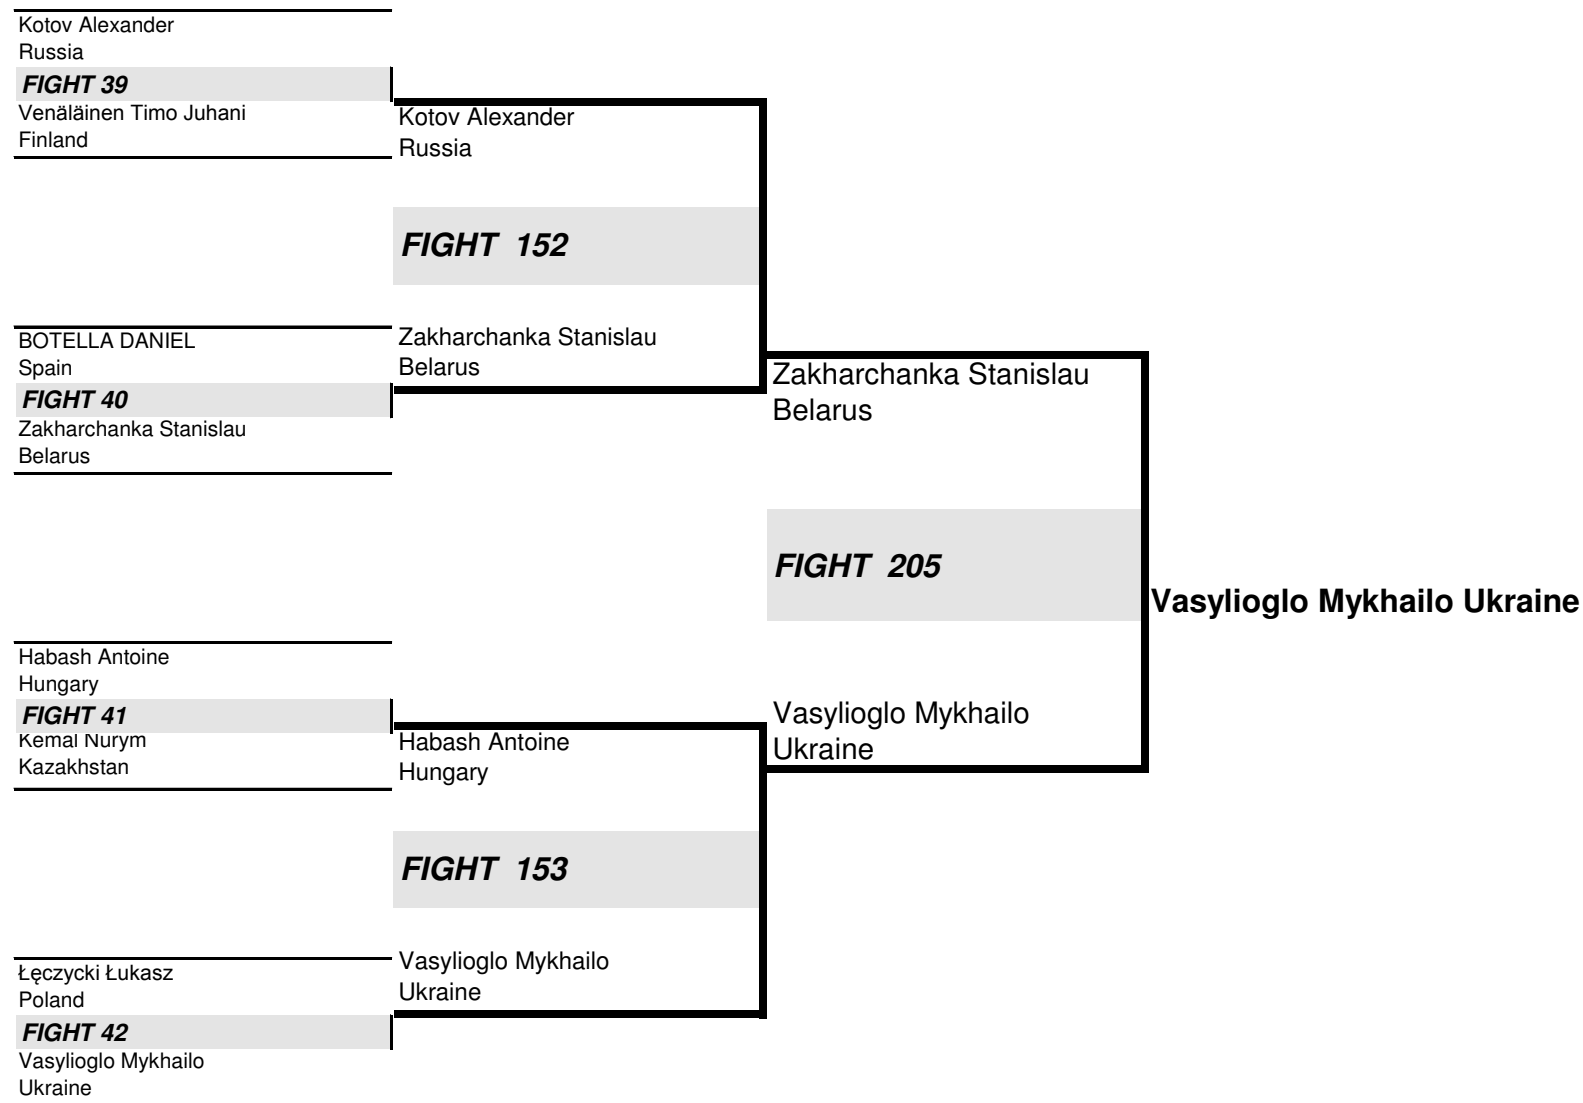 Kotov Alexander
Russia
FIGHT 39
Venäläinen Timo Juhani
Finland
Kotov Alexander
Russia
FIGHT 152
BOTELLA DANIEL
Spain
FIGHT 40
Zakharchanka Stanislau
Belarus
Zakharchanka Stanislau
Belarus
Zakharchanka Stanislau
Belarus
FIGHT 205
Vasylioglo Mykhailo Ukraine
Habash Antoine
Hungary
FIGHT 41
Kemal Nurym
Kazakhstan
Habash Antoine
Hungary
Vasylioglo Mykhailo
Ukraine
FIGHT 153
Łęczycki Łukasz
Poland
FIGHT 42
Vasylioglo Mykhailo
Ukraine
Vasylioglo Mykhailo
Ukraine